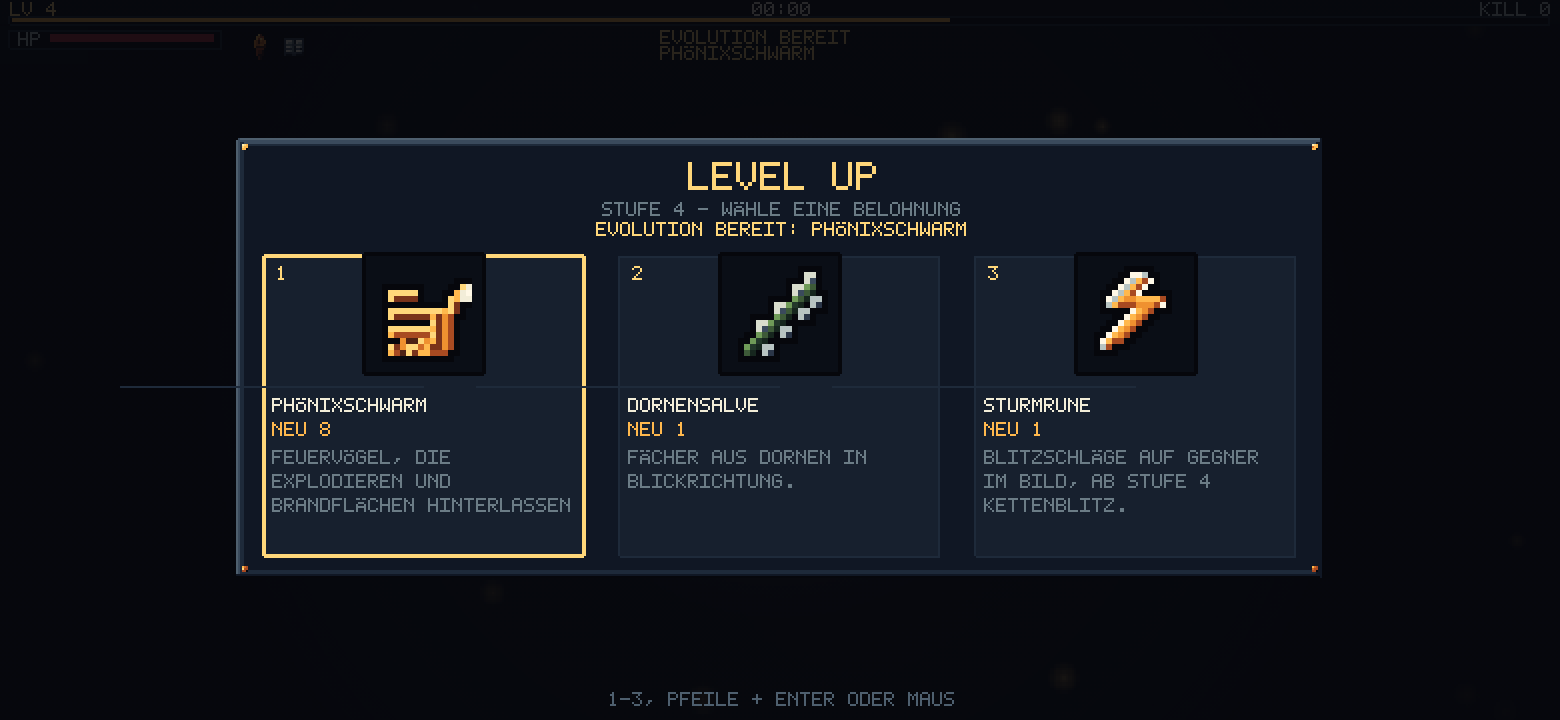 LV 4
00:00
KILL 0
HP
EVOLUTION BEREIT
PHöNIXSCHWARM
LEVEL UP
STUFE 4 - WäHLE EINE BELOHNUNG
EVOLUTION BEREIT: PHöNIXSCHWARM
1
PHöNIXSCHWARM
NEU 8
FEUERVöGEL, DIE
EXPLODIEREN UND
BRANDFLäCHEN HINTERLASSEN
2
DORNENSALVE
NEU 1
FäCHER AUS DORNEN IN
BLICKRICHTUNG.
3
STURMRUNE
NEU 1
BLITZSCHLäGE AUF GEGNER
IM BILD, AB STUFE 4
KETTENBLITZ.
1-3, PFEILE + ENTER ODER MAUS